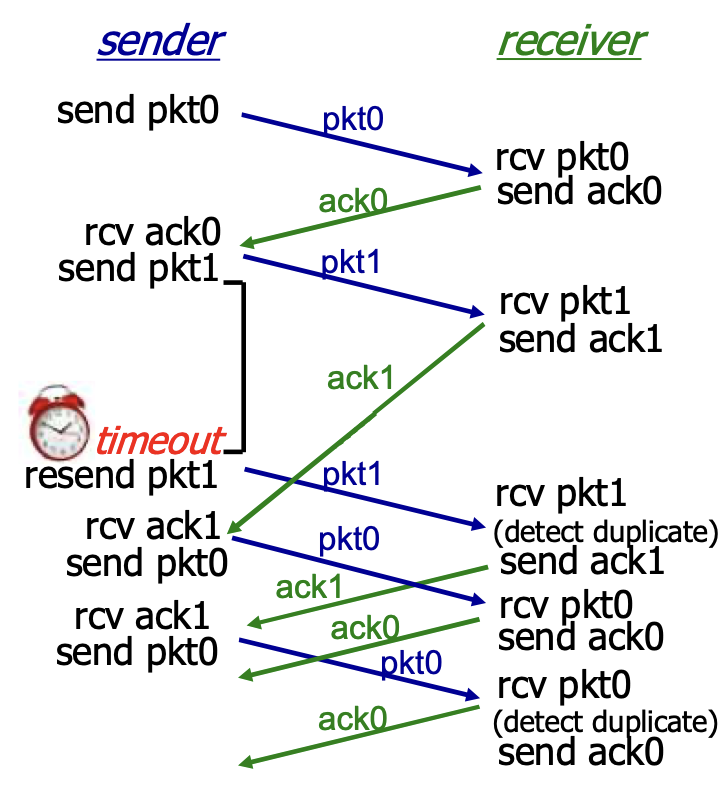 sender receiver
send pkt0
pkt0
rcv pkt0
send ack0
ack0
rcv ack0
send pkt1
pkt1
rcv pkt1
send ack1
ack1
timeout
resend pkt1
pkt1
rcv pkt1
(detect duplicate)
send ack1
rcv ack1
send pkt0
pkt0
ack1
rcv pkt0
send ack0
rcv ack1
send pkt0
ack0
pkt0
rcv pkt0
(detect duplicate)
send ack0
ack0